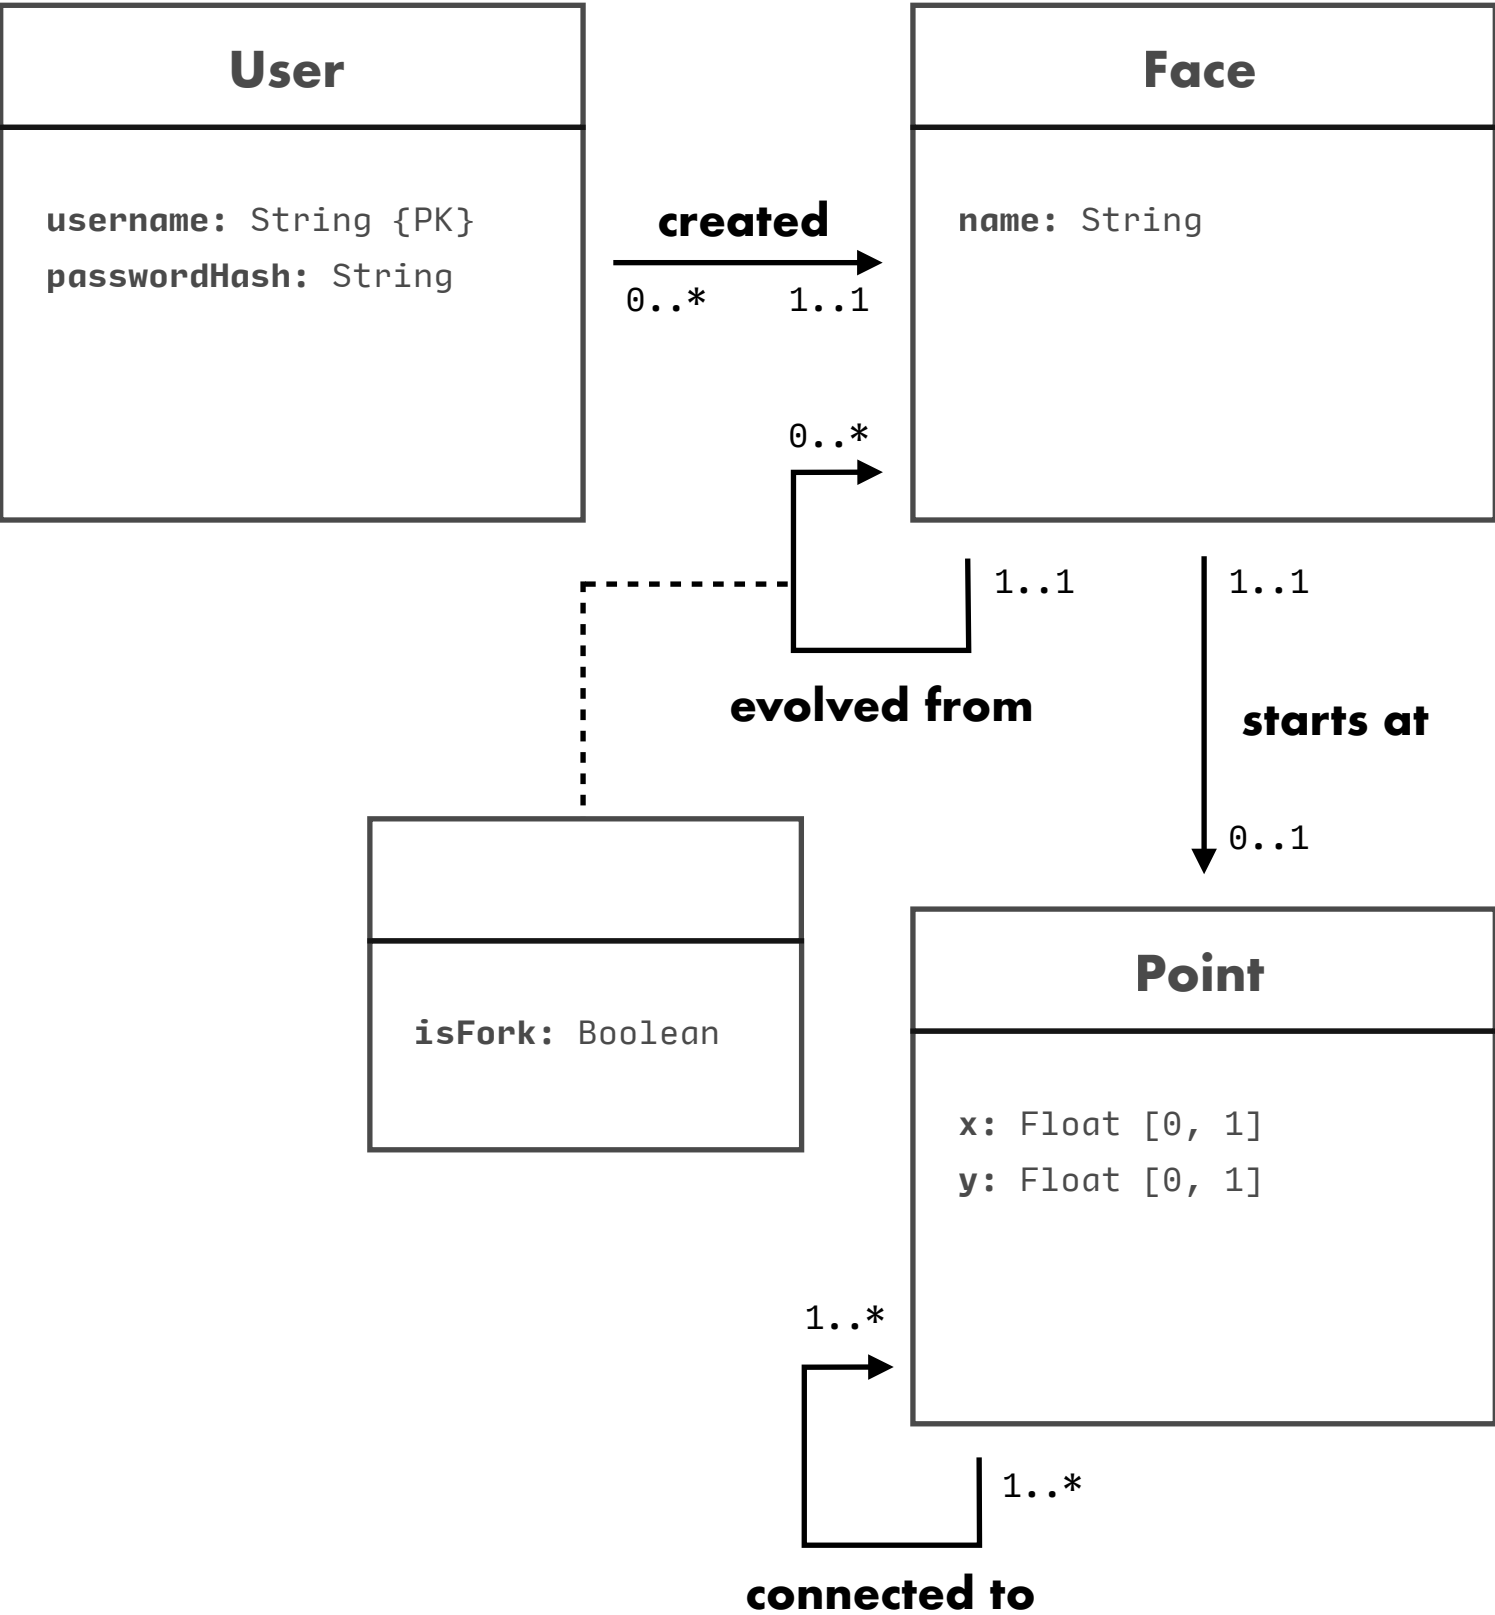 User
username: String {PK}
passwordHash: String
created
0..* 1..1
Face
name: String
0..*
1..1
evolved from
1..1
starts at
0..1
isFork: Boolean
Point
x: Float [0, 1]
y: Float [0, 1]
1..*
1..*
connected to